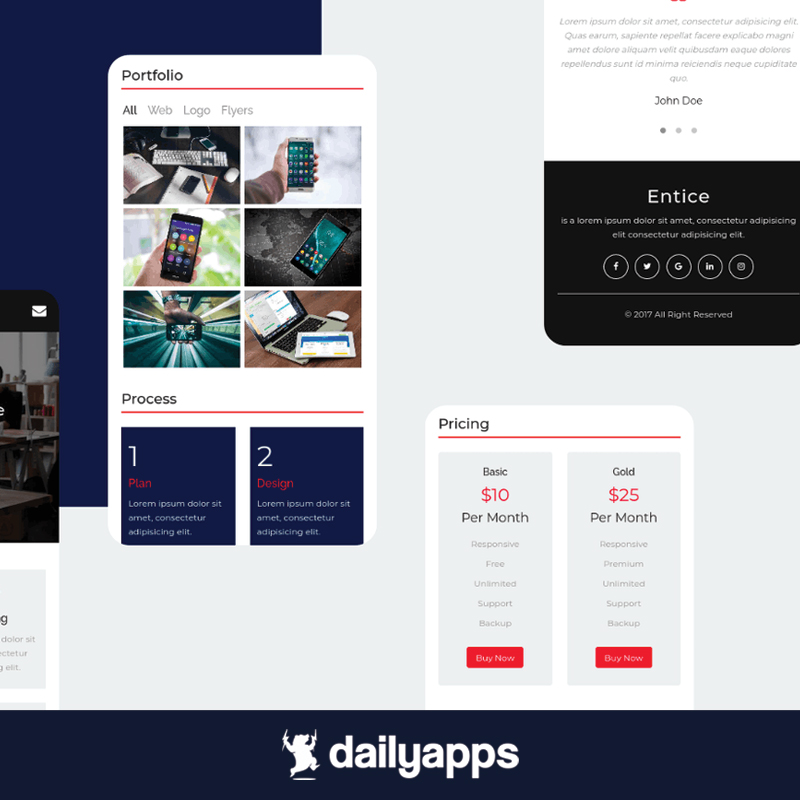 Portfolio
All Web Logo Flyers
Process
1
Plan
Lorem ipsum dolor sit
amet, consectetur
adipisicing elit.
2
Design
Lorem ipsum dolor sit
amet, consectetur
adipisicing elit.
Lorem ipsum dolor sit amet, consectetur adipisicing elit.
Quas earum, sapiente repellat facere explicabo magni
amet dolore aliquam velit quibusdam eaque dolores
repellendus sunt id minima reiciendis neque cupiditate
quo.
John Doe
Entice
is a lorem ipsum dolor sit amet, consectetur adipisicing
elit consectetur adipisicing elit.
© 2017 All Right Reserved
dolor sit
g elit.
Pricing
Basic
$10
Per Month
Responsive
Free
Unlimited
Support
Backup
Buy Now
Gold
$25
Per Month
Responsive
Premium
Unlimited
Support
Backup
Buy Now
dailyapps